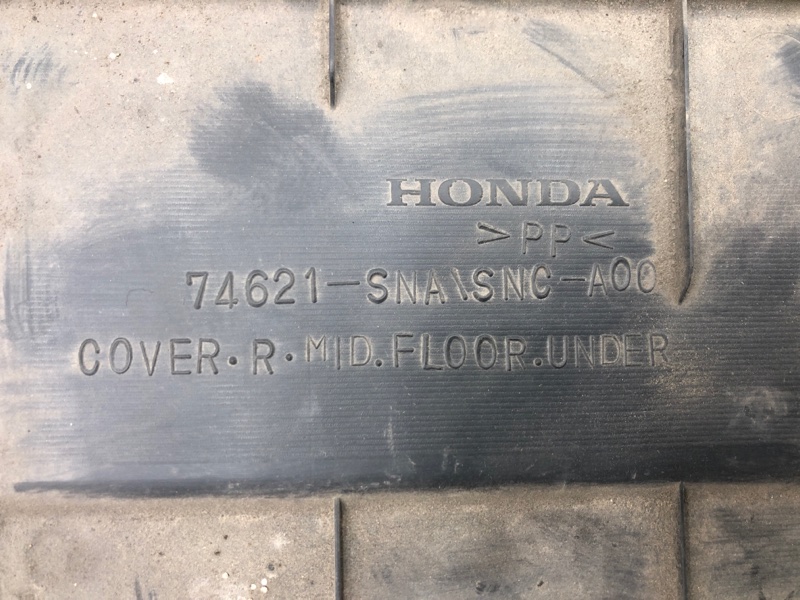 HONDA
>PP<
74621-SNA\SNC-A00
COVER·R·MID.FLOOR.UNDER